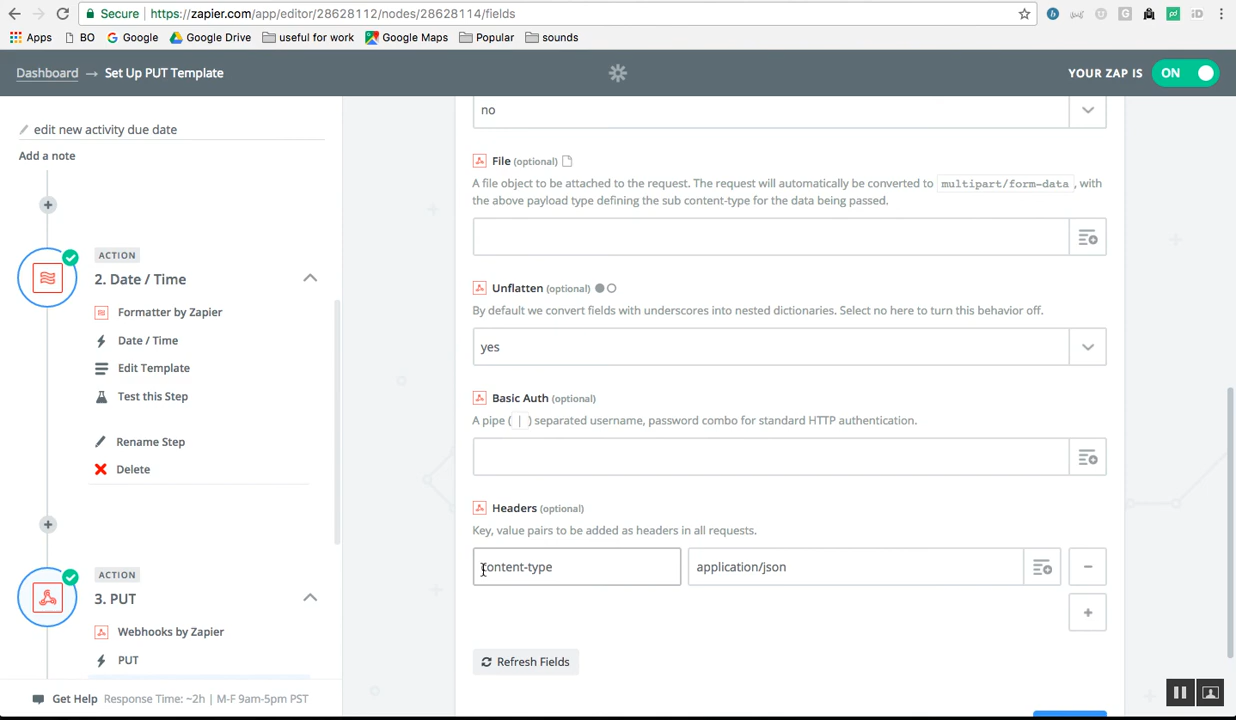 Secure | https://zapier.com/app/editor/28628112/nodes/28628114/fields
Apps BO Google Google Drive useful for work Google Maps Popular sounds
Dashboard → Set Up PUT Template YOUR ZAP IS ON
edit new activity due date
Add a note
ACTION
2. Date / Time
Formatter by Zapier
Date / Time
Edit Template
Test this Step
Rename Step
Delete
ACTION
3. PUT
Webhooks by Zapier
PUT
Get Help Response Time: ~2h | M-F 9am-5pm PST
no
File (optional)
A file object to be attached to the request. The request will automatically be converted to multipart/form-data , with
the above payload type defining the sub content-type for the data being passed.
Unflatten (optional)
By default we convert fields with underscores into nested dictionaries. Select no here to turn this behavior off.
yes
Basic Auth (optional)
A pipe ( | ) separated username, password combo for standard HTTP authentication.
Headers (optional)
Key, value pairs to be added as headers in all requests.
content-type application/json
Refresh Fields